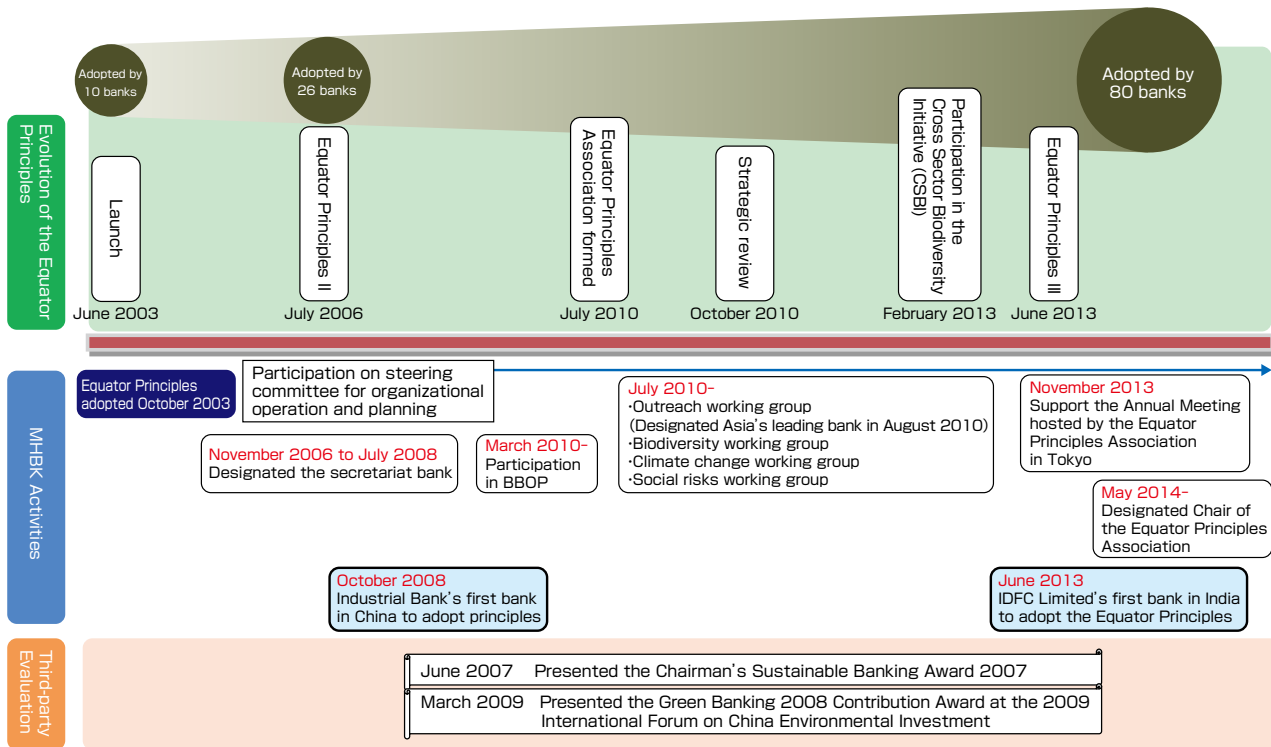 Adopted by
10 banks
Adopted by
26 banks
Adopted by
80 banks
Evolution of the Equator
Principles
Launch
June 2003
Equator Principles II
July 2006
Equator Principles
Association formed
July 2010
Strategic review
October 2010
Participation in the
Cross Sector Biodiversity
Initiative (CSBI)
February 2013
Equator Principles III
June 2013
MHBK Activities
Equator Principles
adopted October 2003
Participation on steering
committee for organizational
operation and planning
November 2006 to July 2008
Designated the secretariat bank
March 2010–
Participation
in BBOP
July 2010–
・Outreach working group
(Designated Asia's leading bank in August 2010)
・Biodiversity working group
・Climate change working group
・Social risks working group
November 2013
Support the Annual Meeting
hosted by the Equator
Principles Association
in Tokyo
May 2014–
Designated Chair of
the Equator Principles
Association
October 2008
Industrial Bank's first bank
in China to adopt principles
June 2013
IDFC Limited's first bank in India
to adopt the Equator Principles
Third-party
Evaluation
June 2007 Presented the Chairman's Sustainable Banking Award 2007
March 2009 Presented the Green Banking 2008 Contribution Award at the 2009
International Forum on China Environmental Investment